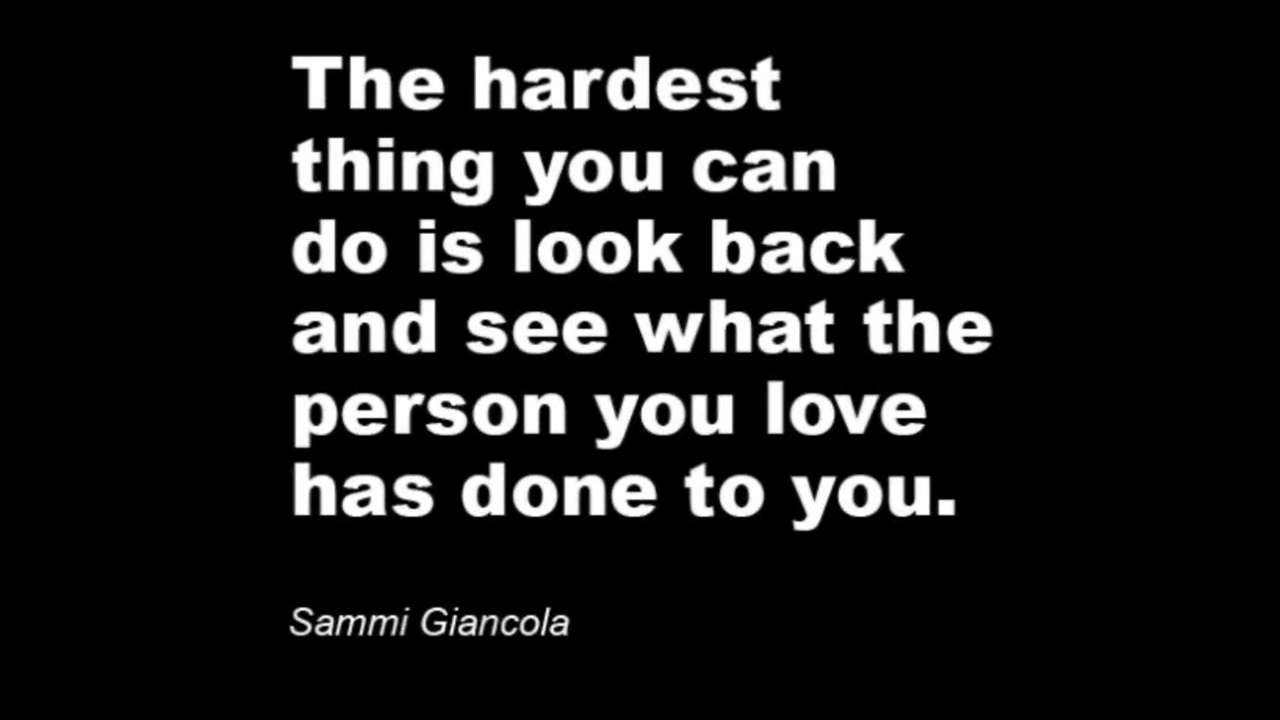 The hardest
thing you can
do is look back
and see what the
person you love
has done to you.
Sammi Giancola